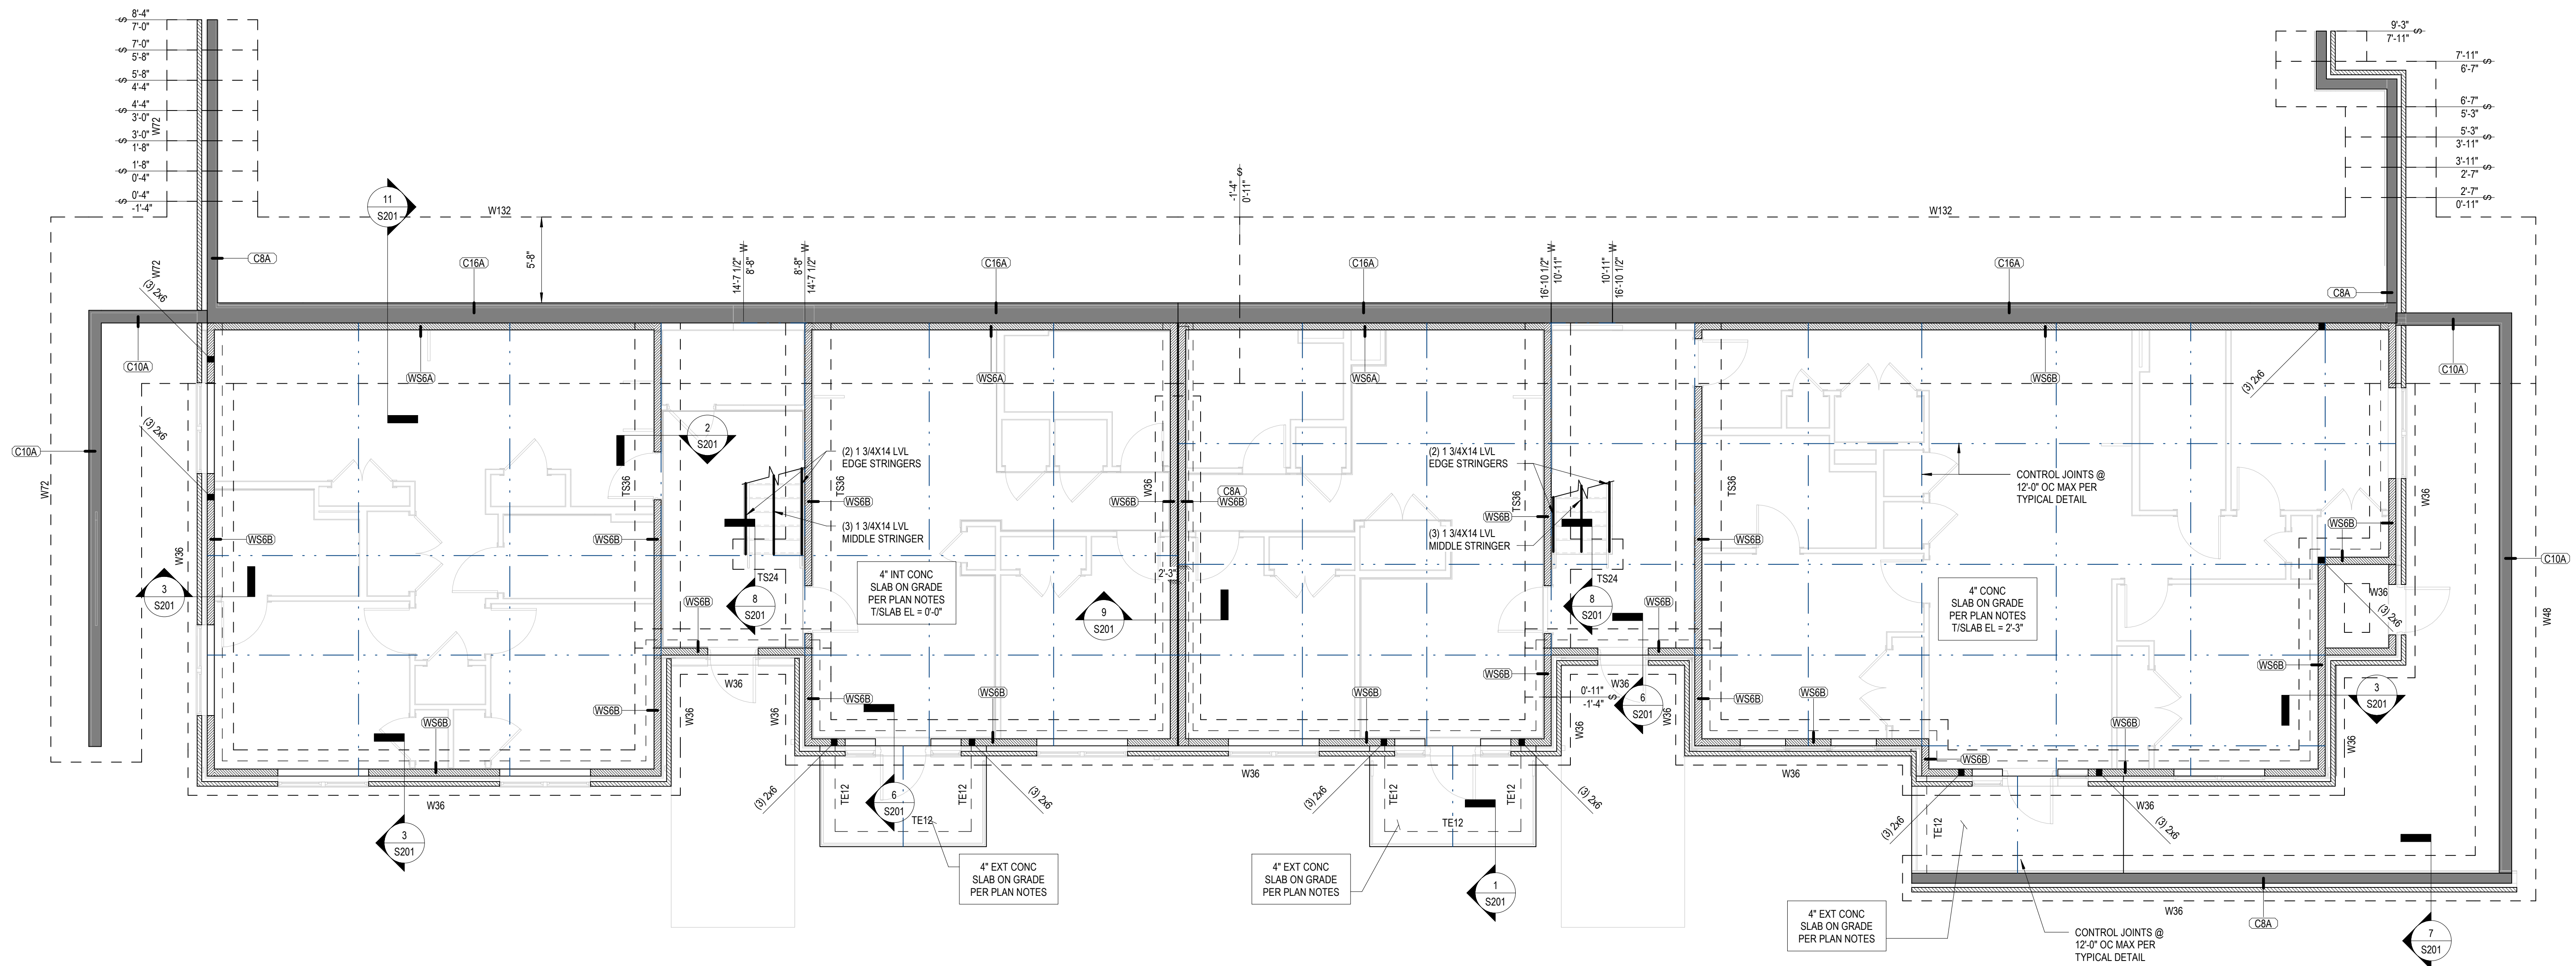 8'-4"
7'-0"
S
7'-0"
5'-8"
S
5'-8"
4'-4"
S
4'-4"
3'-0"
S
3'-0"
1'-8"
S
1'-8"
0'-4"
S
0'-4"
-1'-4"
S
W72
9'-3"
7'-11"
S
7'-11"
6'-7"
S
6'-7"
5'-3"
S
5'-3"
3'-11"
S
3'-11"
2'-7"
S
2'-7"
0'-11"
S
11
S201
W132
S
-1'-4"
0'-11"
W132
C8A
C16A
5'-8"
14'-7 1/2"
8'-8"
W
8'-8"
14'-7 1/2"
W
C16A
C16A
16'-10 1/2"
10'-11"
W
10'-11"
16'-10 1/2"
W
C16A
C8A
W72
(3) 2x6
C10A
WS6A
WS6A
WS6A
WS6B
(3) 2x6
C10A
(3) 2x6
C10A
W72
2
S201
(2) 1 3/4X14 LVL
EDGE STRINGERS
TS36
TS36
WS6B
(3) 1 3/4X14 LVL
MIDDLE STRINGER
W36
WS6B
C8A
WS6B
(2) 1 3/4X14 LVL
EDGE STRINGERS
TS36
WS6B
(3) 1 3/4X14 LVL
MIDDLE STRINGER
TS36
WS6B
CONTROL JOINTS @
12'-0" OC MAX PER
TYPICAL DETAIL
W36
WS6B
C10A
W36
WS6B
WS6B
3
S201
TS24
8
S201
WS6B
4" INT CONC
SLAB ON GRADE
PER PLAN NOTES
T/SLAB EL = 0'-0"
2'-3"
9
S201
TS24
8
S201
WS6B
4" CONC
SLAB ON GRADE
PER PLAN NOTES
T/SLAB EL = 2'-3"
W36
(3) 2x6
W48
WS6B
W36
W36
W36
WS6B
WS6B
WS6B
WS6B
WS6B
WS6B
0'-11"
-1'-4"
S
W36
W36
W36
6
S201
WS6B
WS6B
WS6B
WS6B
3
S201
W36
WS6B
W36
3
S201
(3) 2x6
TE12
6
S201
TE12
TE12
(3) 2x6
W36
(3) 2x6
TE12
TE12
TE12
(3) 2x6
W36
(3) 2x6
TE12
W36
(3) 2x6
4" EXT CONC
SLAB ON GRADE
PER PLAN NOTES
4" EXT CONC
SLAB ON GRADE
PER PLAN NOTES
1
S201
4" EXT CONC
SLAB ON GRADE
PER PLAN NOTES
W36
C8A
CONTROL JOINTS @
12'-0" OC MAX PER
TYPICAL DETAIL
7
S201